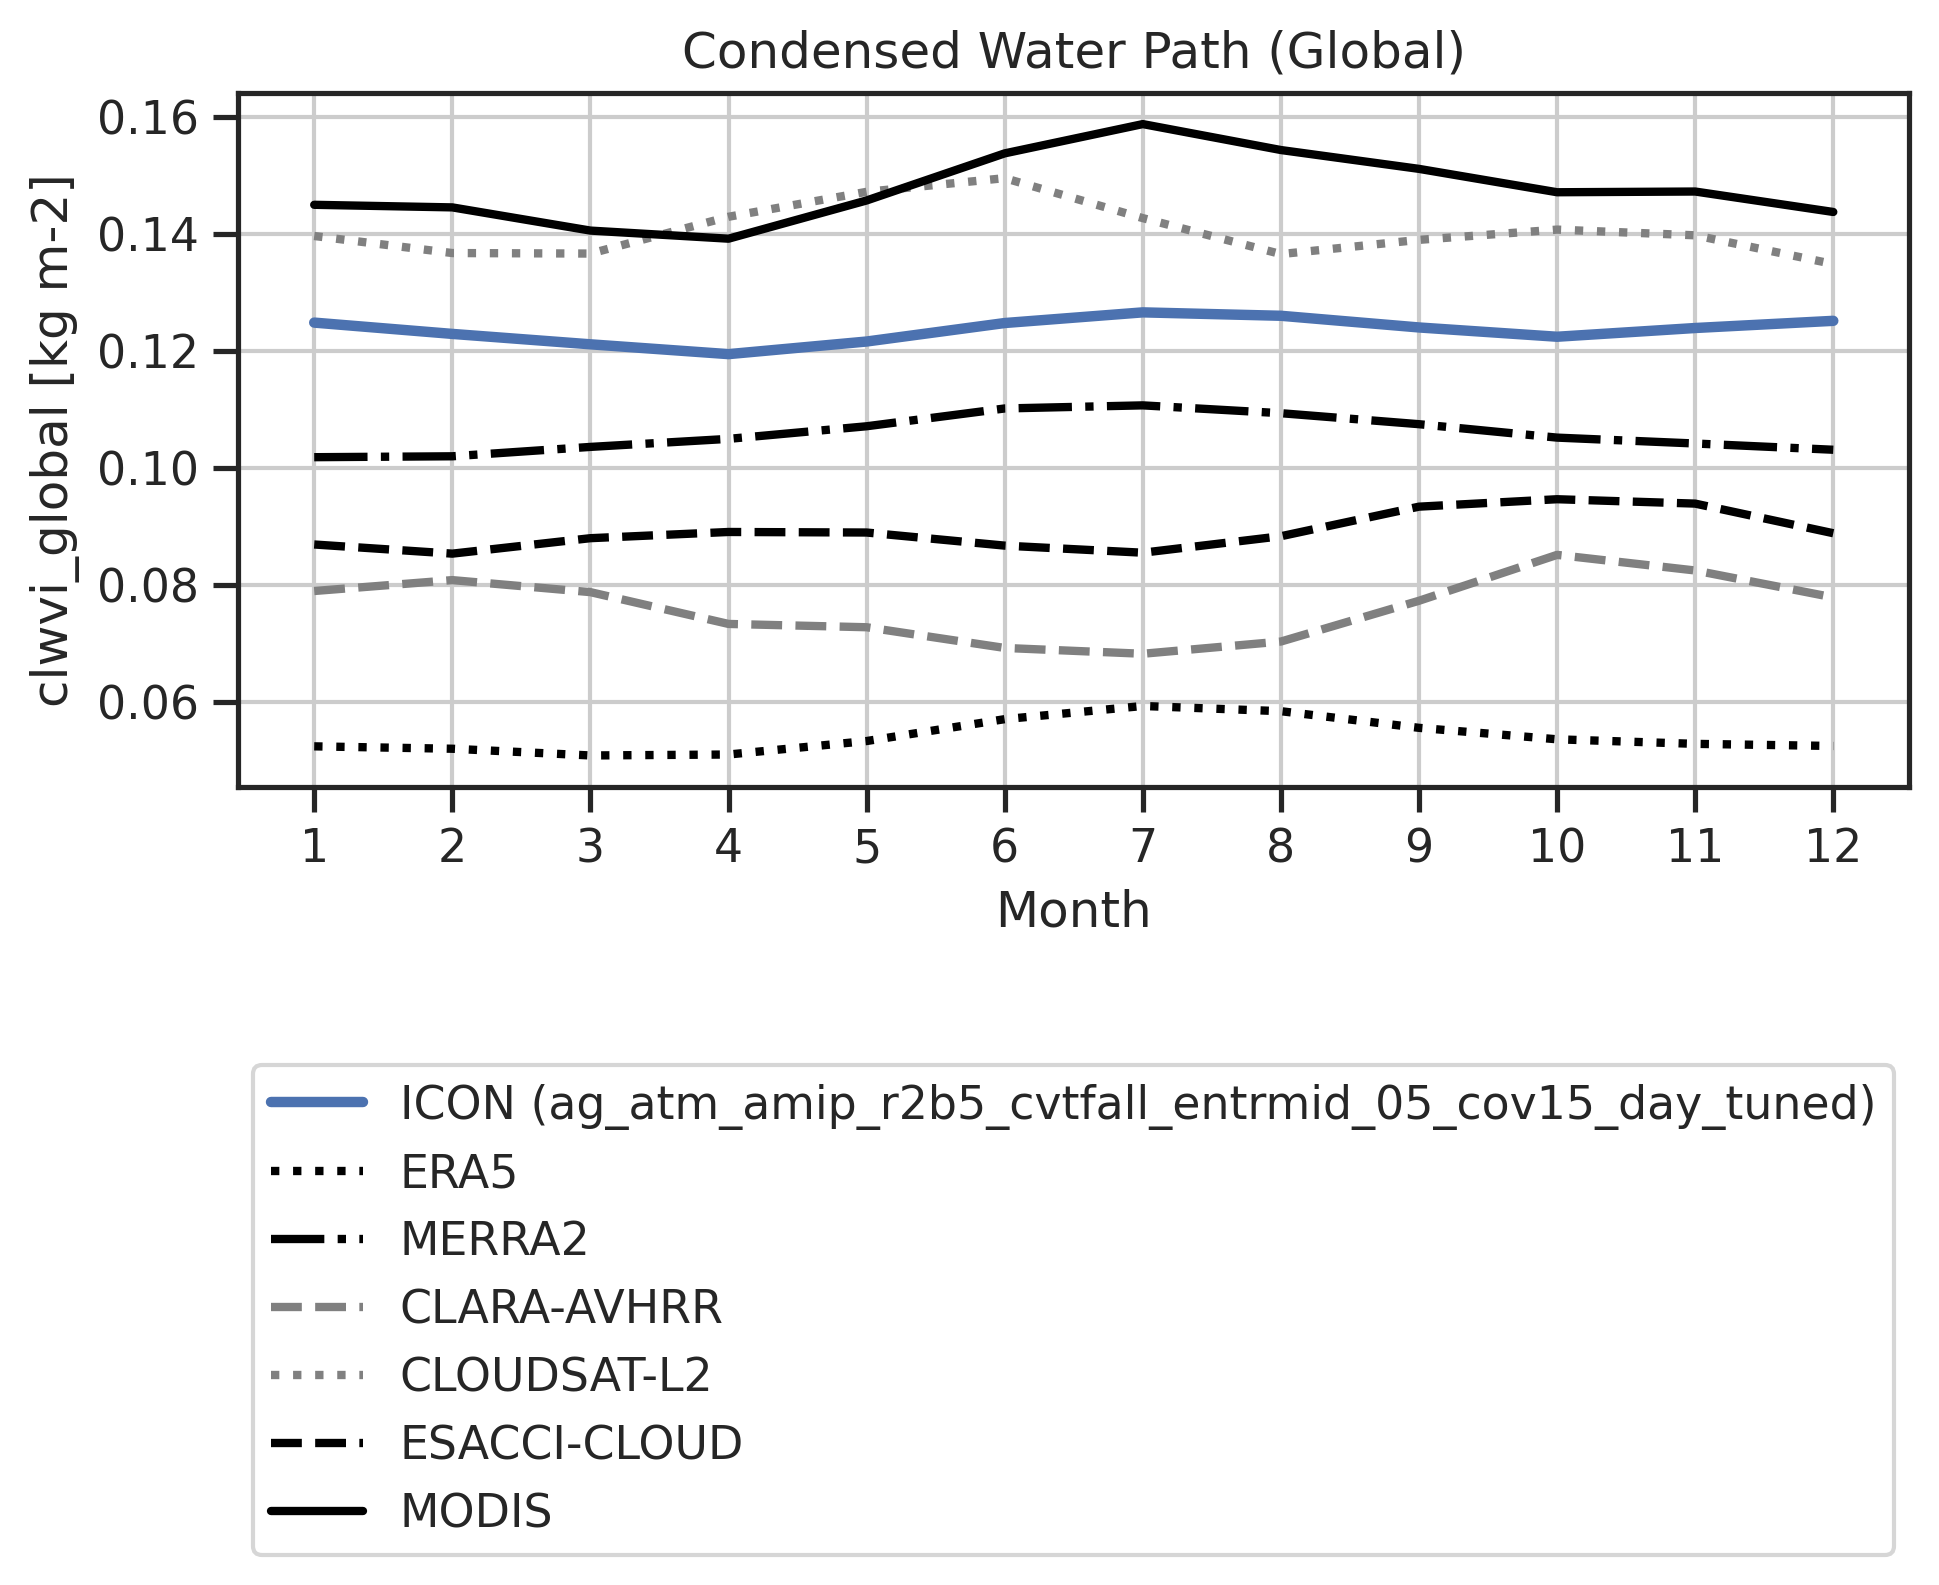 Condensed Water Path (Global)
0.16
0.14
0.12
0.10
0.08
0.06
clwvi_global [kg m-2]
1 2 3 4 5 6 7 8 9 10 11 12
Month
ICON (ag_atm_amip_r2b5_cvtfall_entrmid_05_cov15_day_tuned)
ERA5
MERRA2
CLARA-AVHRR
CLOUDSAT-L2
ESACCI-CLOUD
MODIS